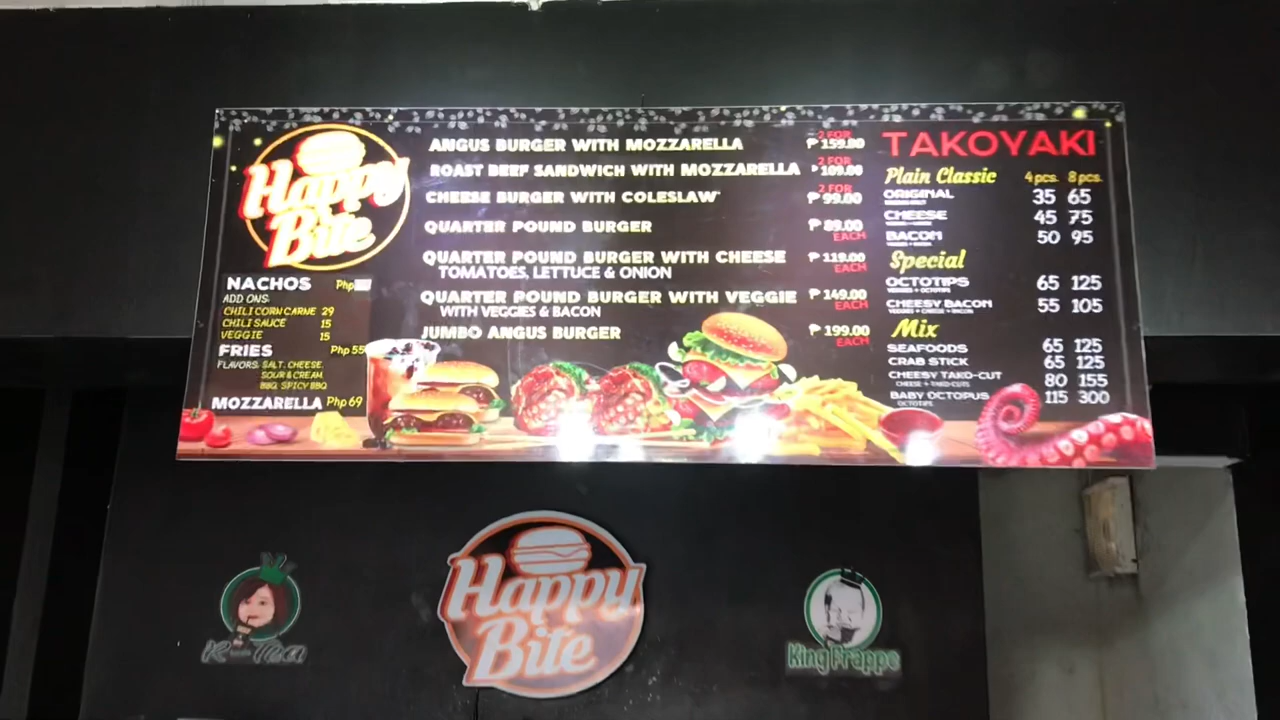 Happy
Bite
NACHOS Php
ADD ONS:
CHILI CORN CARNE 29
CHILI SAUCE 15
VEGGIE 15
FRIES Php 55
FLAVORS: SALT, CHEESE,
SOUR & CREAM,
BBQ, SPICY BBQ
MOZZARELLA Php 69
ANGUS BURGER WITH MOZZARELLA 2 FOR ₱ 159.00
ROAST BEEF SANDWICH WITH MOZZARELLA 2 FOR ₱ 109.00
CHEESE BURGER WITH COLESLAW 2 FOR ₱ 99.00
QUARTER POUND BURGER ₱ 89.00 EACH
QUARTER POUND BURGER WITH CHEESE ₱ 119.00 EACH
TOMATOES, LETTUCE & ONION
QUARTER POUND BURGER WITH VEGGIE ₱ 149.00 EACH
WITH VEGGIES & BACON
JUMBO ANGUS BURGER ₱ 199.00 EACH
TAKOYAKI
Plain Classic 4 pcs. 8 pcs.
ORIGINAL 35 65
CHEESE 45 75
BACON 50 95
Special
OCTOTIPS 65 125
VEGGIES + OCTOTIPS
CHEESY BACON 55 105
VEGGIES + CHEESE + BACON
Mix
SEAFOODS 65 125
CRAB STICK 65 125
CHEESY TAKO-CUT 80 155
CHEESE + TAKO CUTS
BABY OCTOPUS 115 300
OCTOTIPS
Happy
Bite
K Tea
King Frappe